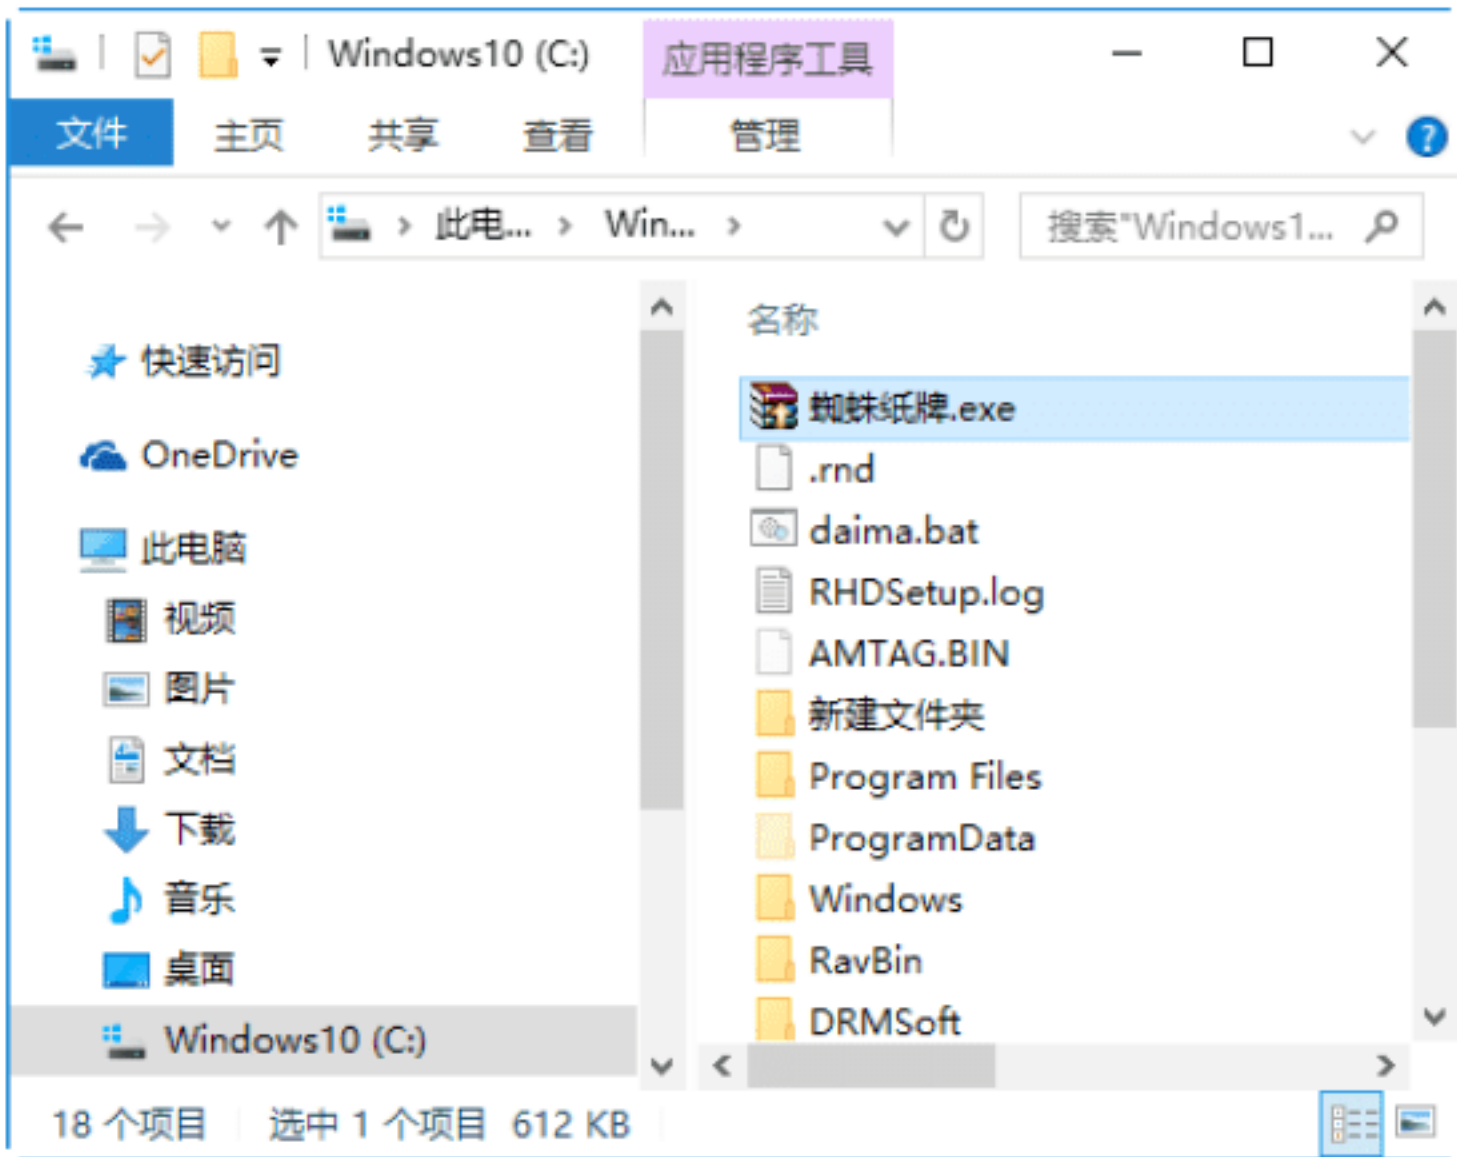 Windows10 (C:)
应用程序工具
文件 主页 共享 查看 管理
此电... Win... 搜索"Windows1...
快速访问
OneDrive
此电脑
视频
图片
文档
下载
音乐
桌面
Windows10 (C:)
名称
蜘蛛纸牌.exe
.rnd
daima.bat
RHDSetup.log
AMTAG.BIN
新建文件夹
Program Files
ProgramData
Windows
RavBin
DRMSoft
18 个项目 选中 1 个项目 612 KB